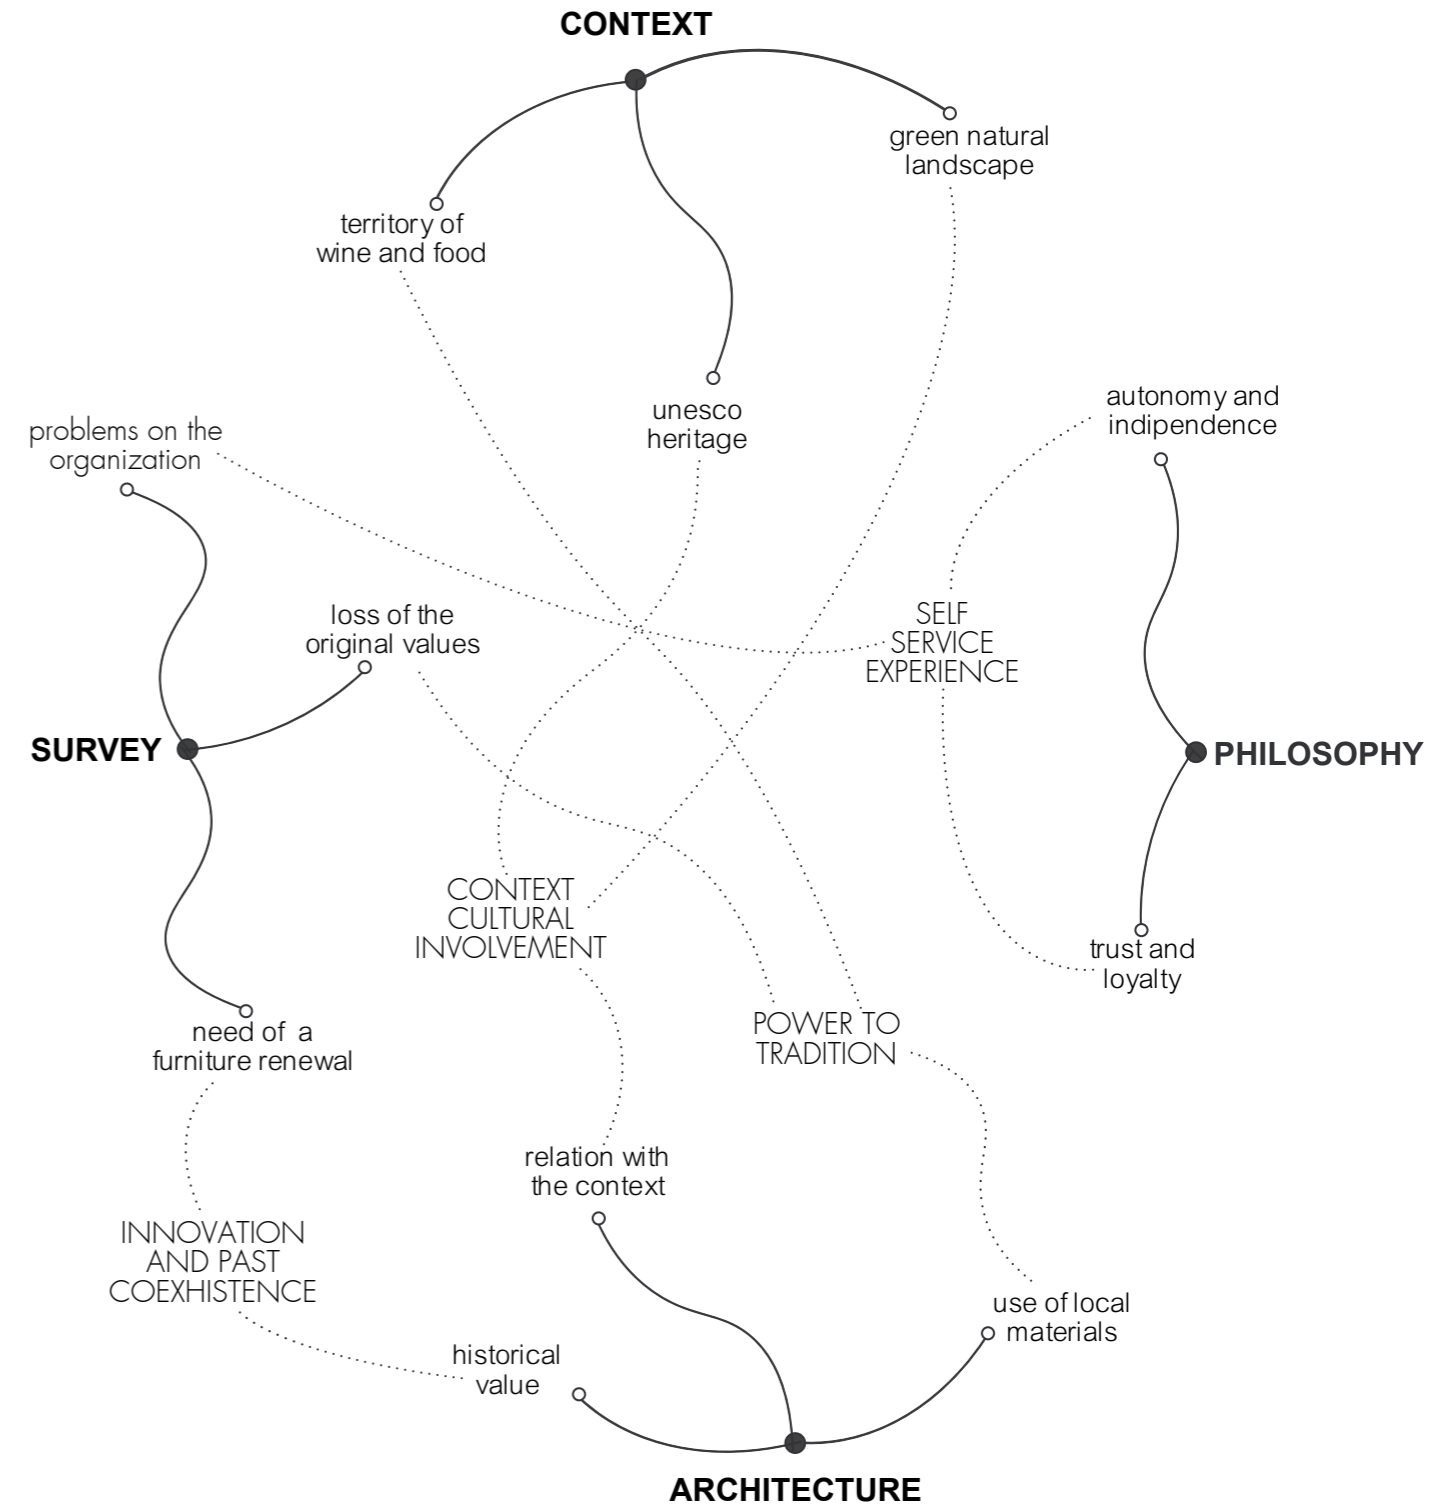 CONTEXT
green natural
landscape
territory of
wine and food
unesco
heritage
autonomy and
indipendence
problems on the
organization
loss of the
original values
SELF
SERVICE
EXPERIENCE
SURVEY
PHILOSOPHY
CONTEXT
CULTURAL
INVOLVEMENT
trust and
loyalty
need of a
furniture renewal
POWER TO
TRADITION
relation with
the context
INNOVATION
AND PAST
COEXHISTENCE
use of local
materials
historical
value
ARCHITECTURE